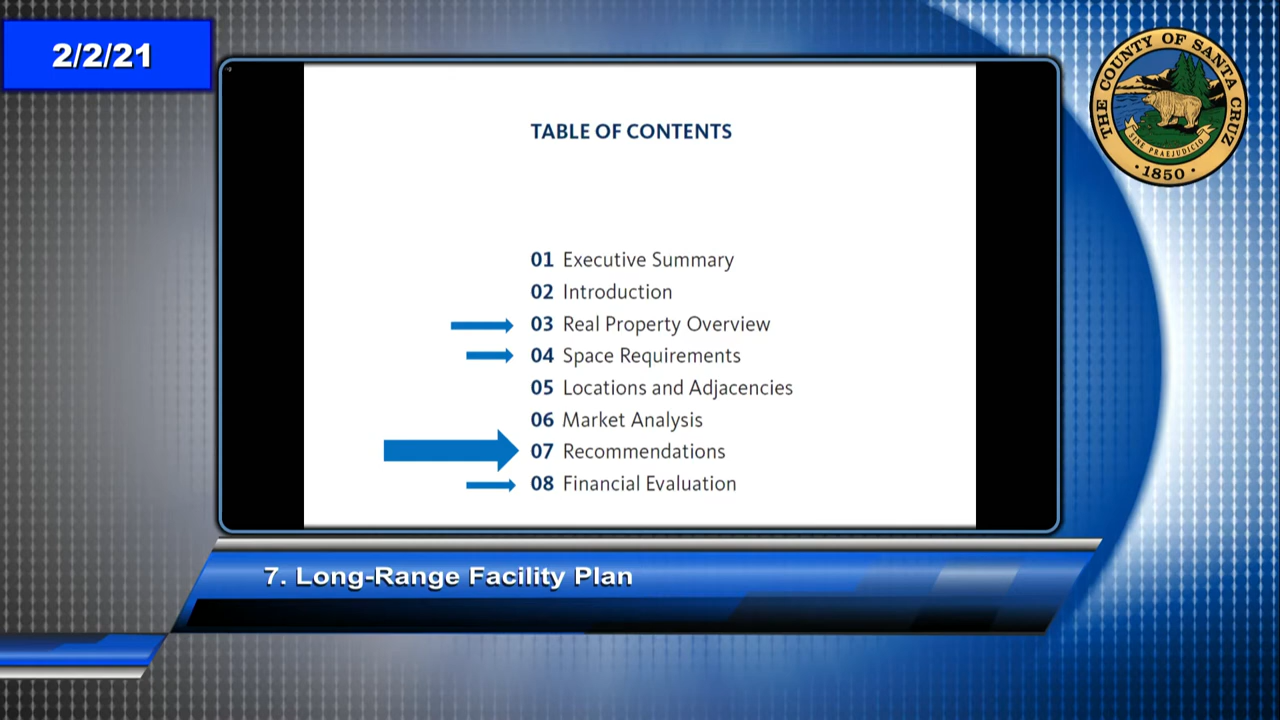 2/2/21
THE COUNTY OF SANTA CRUZ
SINE PRAEJUDICIO
• 1850 •
TABLE OF CONTENTS
01 Executive Summary
02 Introduction
03 Real Property Overview
04 Space Requirements
05 Locations and Adjacencies
06 Market Analysis
07 Recommendations
08 Financial Evaluation
7. Long-Range Facility Plan